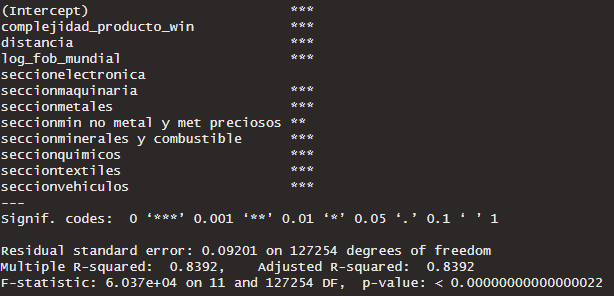 (Intercept) ***
complejidad_producto_win ***
distancia ***
log_fob_mundial ***
seccionelectronica
seccionmaquinaria ***
seccionmetales ***
seccionmin no metal y met preciosos **
seccionminerales y combustible ***
seccionquimicos ***
secciontextiles ***
seccionvehiculos ***
---
Signif. codes:  0 ‘***’ 0.001 ‘**’ 0.01 ‘*’ 0.05 ‘.’ 0.1 ‘ ’ 1
Residual standard error: 0.09201 on 127254 degrees of freedom
Multiple R-squared:  0.8392,    Adjusted R-squared:  0.8392
F-statistic: 6.037e+04 on 11 and 127254 DF,  p-value: < 0.00000000000000022